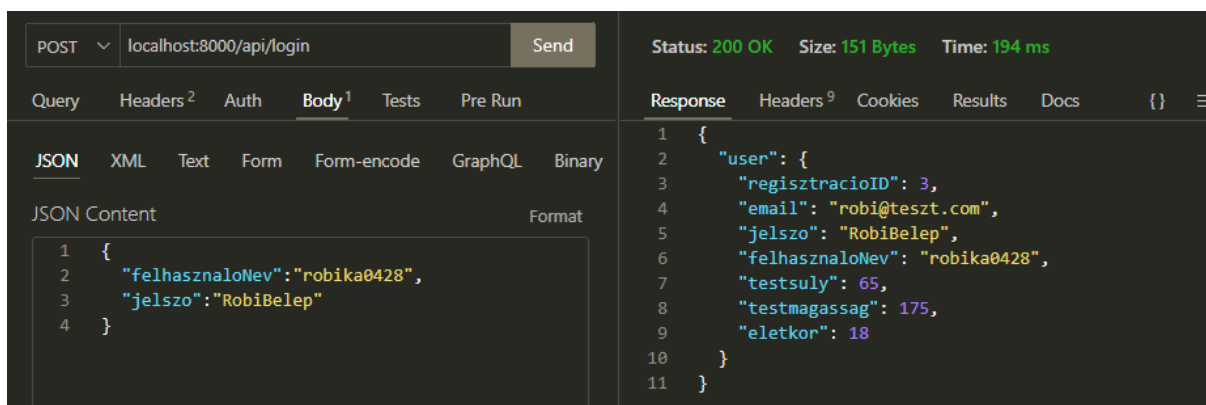 POST localhost:8000/api/login Send
Query Headers 2 Auth Body 1 Tests Pre Run
JSON XML Text Form Form-encode GraphQL Binary
JSON Content Format
1 {
2 "felhasznaloNev":"robika0428",
3 "jelszo":"RobiBelep"
4 }
Status: 200 OK Size: 151 Bytes Time: 194 ms
Response Headers 9 Cookies Results Docs {}
1 {
2 "user": {
3 "regisztracioID": 3,
4 "email": "robi@teszt.com",
5 "jelszo": "RobiBelep",
6 "felhasznaloNev": "robika0428",
7 "testsuly": 65,
8 "testmagassag": 175,
9 "eletkor": 18
10 }
11 }